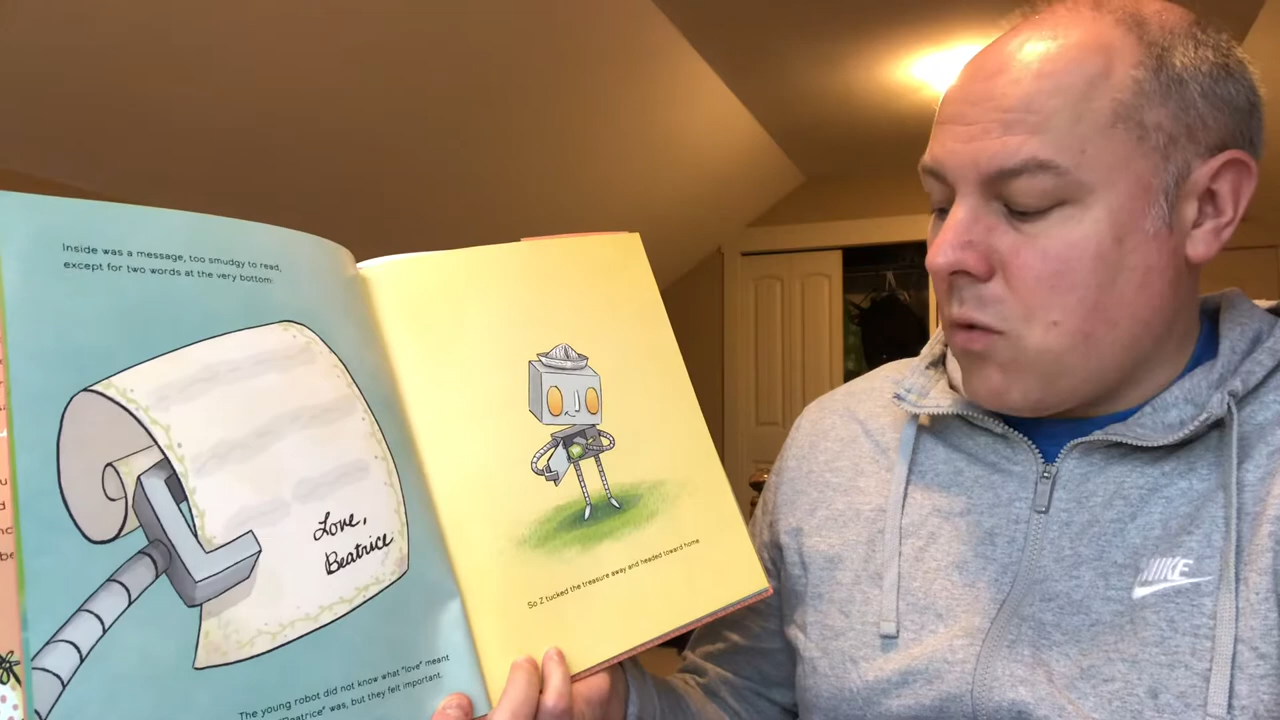 Inside was a message, too smudgy to read,
except for two words at the very bottom:
Love,
Beatrice
The young robot did not know what "love" meant
"Beatrice" was, but they felt important.
So Z tucked the treasure away and headed toward home
NIKE